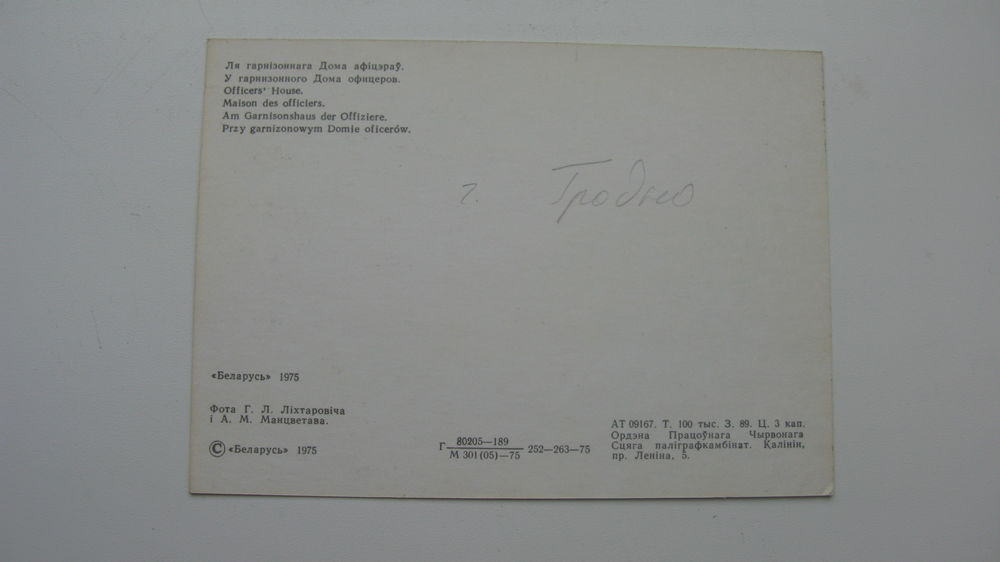 Ля гарнізоннага Дома афіцэраў.
У гарнизонного Дома офицеров.
Officers' House.
Maison des officiers.
Am Garnisonshaus der Offiziere.
Przy garnizonowym Domie oficerów.
г. Гродно
«Беларусь» 1975
Фота Г. Л. Ліхтаровіча
і А. М. Манцветава.
© «Беларусь» 1975
Г 80205—189
М 301(05)—75 252—263—75
АТ 09167. Т. 100 тыс. З. 89. Ц. 3 кап.
Ордэна Працоўнага Чырвонага
Сцяга паліграфкамбінат. Калінін,
пр. Леніна, 5.